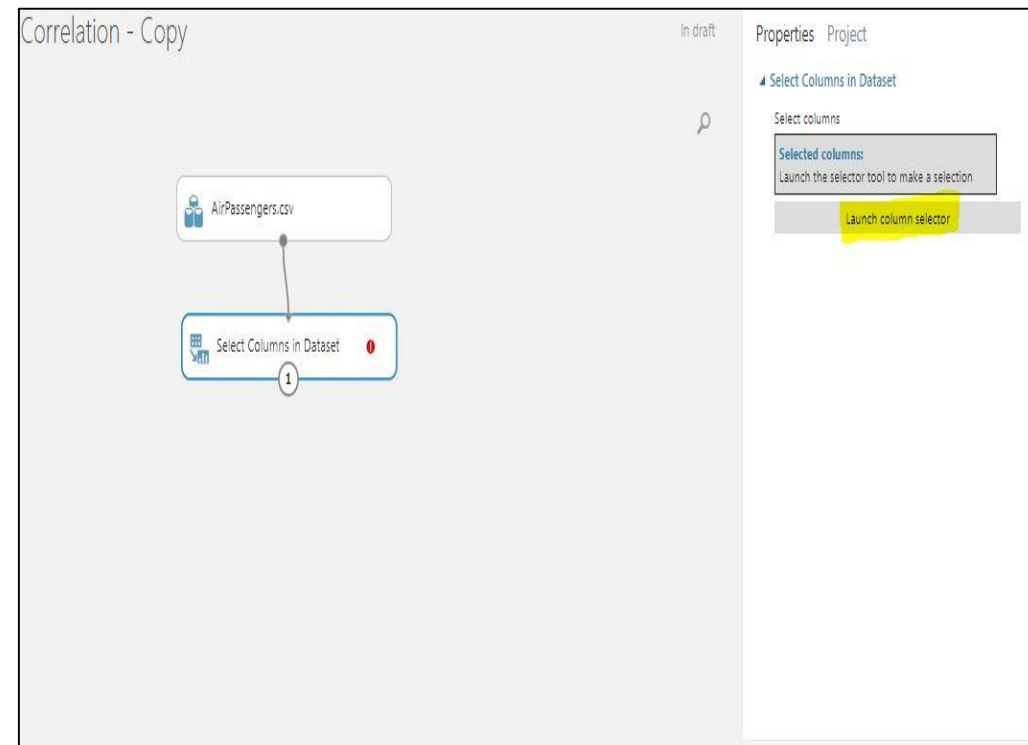 Correlation - Copy
In draft
Properties Project
Select Columns in Dataset
Select columns
Selected columns:
Launch the selector tool to make a selection
Launch column selector
AirPassengers.csv
Select Columns in Dataset
1